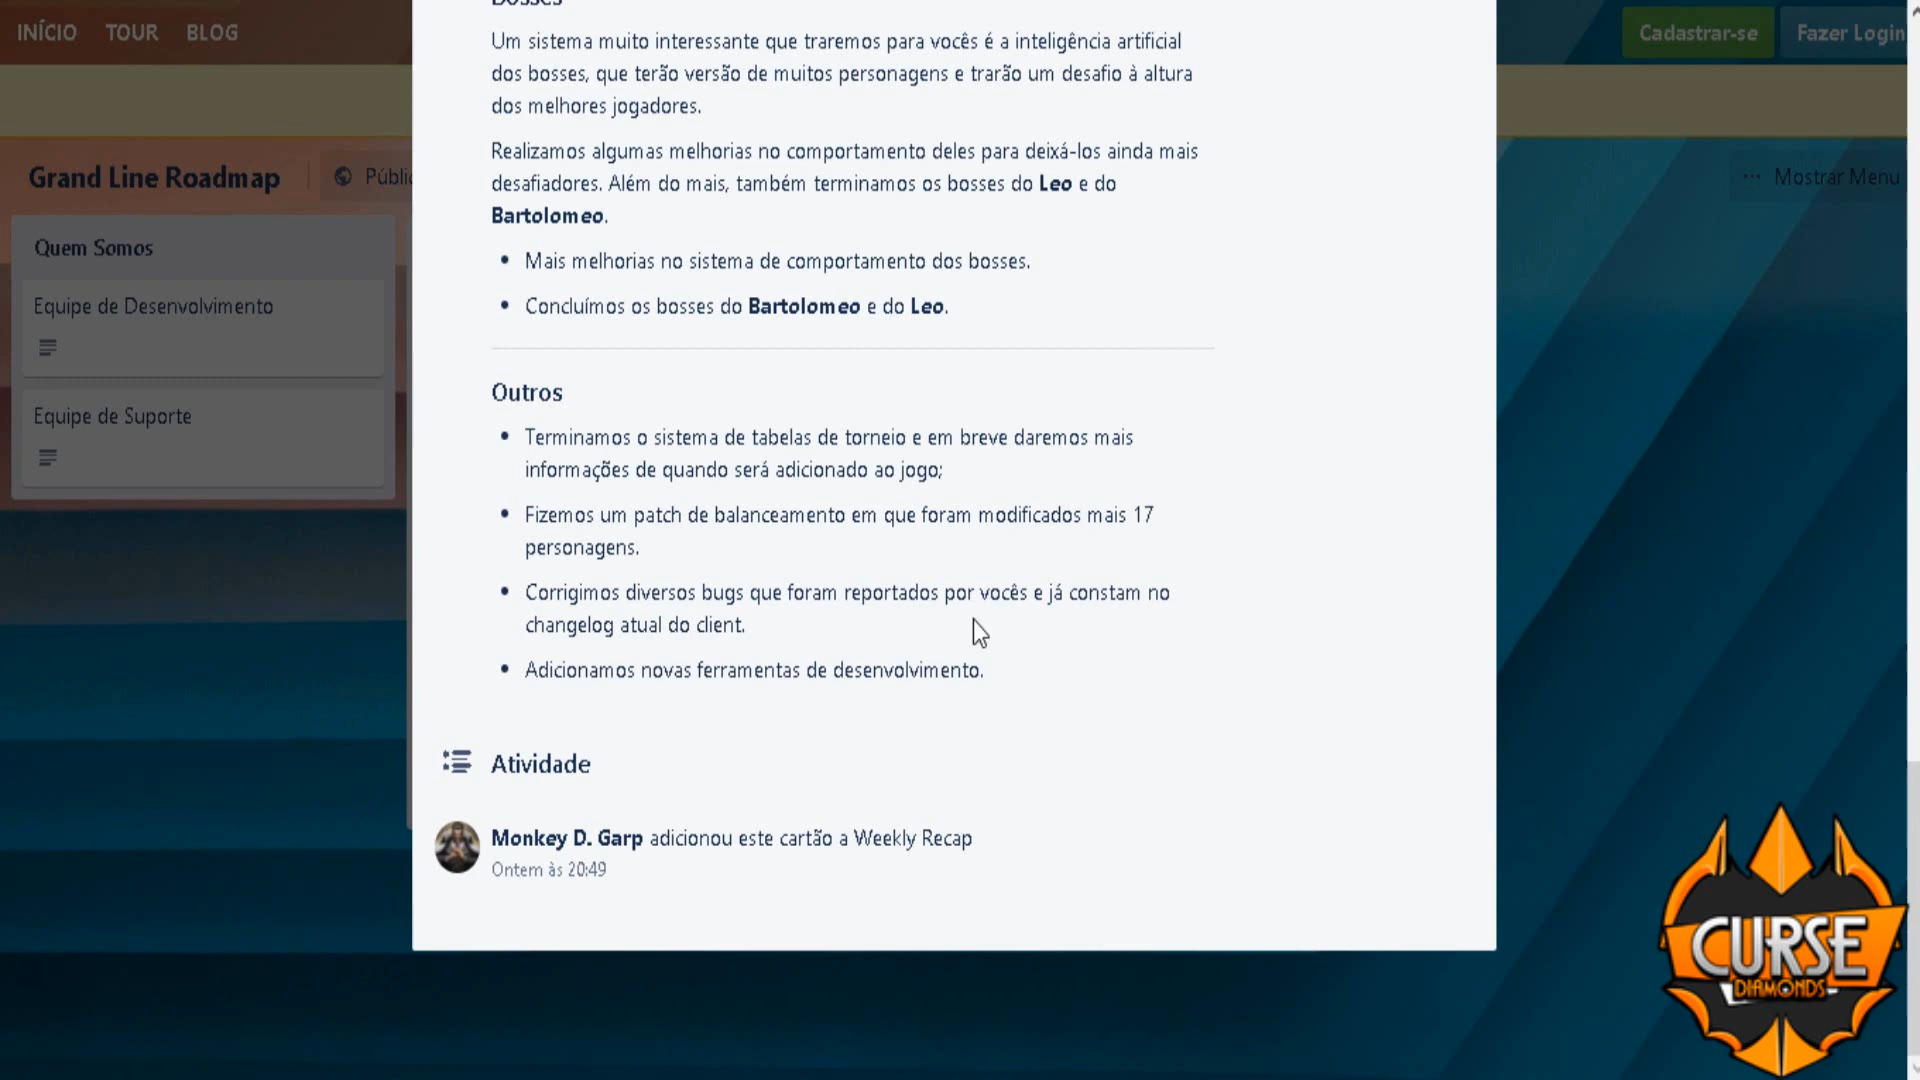 INÍCIO TOUR BLOG
Cadastrar-se Fazer Login
Grand Line Roadmap
Mostrar Menu
Quem Somos
Equipe de Desenvolvimento
Equipe de Suporte
Bosses
Um sistema muito interessante que traremos para vocês é a inteligência artificial
dos bosses, que terão versão de muitos personagens e trarão um desafio à altura
dos melhores jogadores.
Realizamos algumas melhorias no comportamento deles para deixá-los ainda mais
desafiadores. Além do mais, também terminamos os bosses do Leo e do
Bartolomeo.
• Mais melhorias no sistema de comportamento dos bosses.
• Concluímos os bosses do Bartolomeo e do Leo.
Outros
• Terminamos o sistema de tabelas de torneio e em breve daremos mais
informações de quando será adicionado ao jogo;
• Fizemos um patch de balanceamento em que foram modificados mais 17
personagens.
• Corrigimos diversos bugs que foram reportados por vocês e já constam no
changelog atual do client.
• Adicionamos novas ferramentas de desenvolvimento.
Atividade
Monkey D. Garp adicionou este cartão a Weekly Recap
Ontem às 20:49
CURSE
DIAMONDS